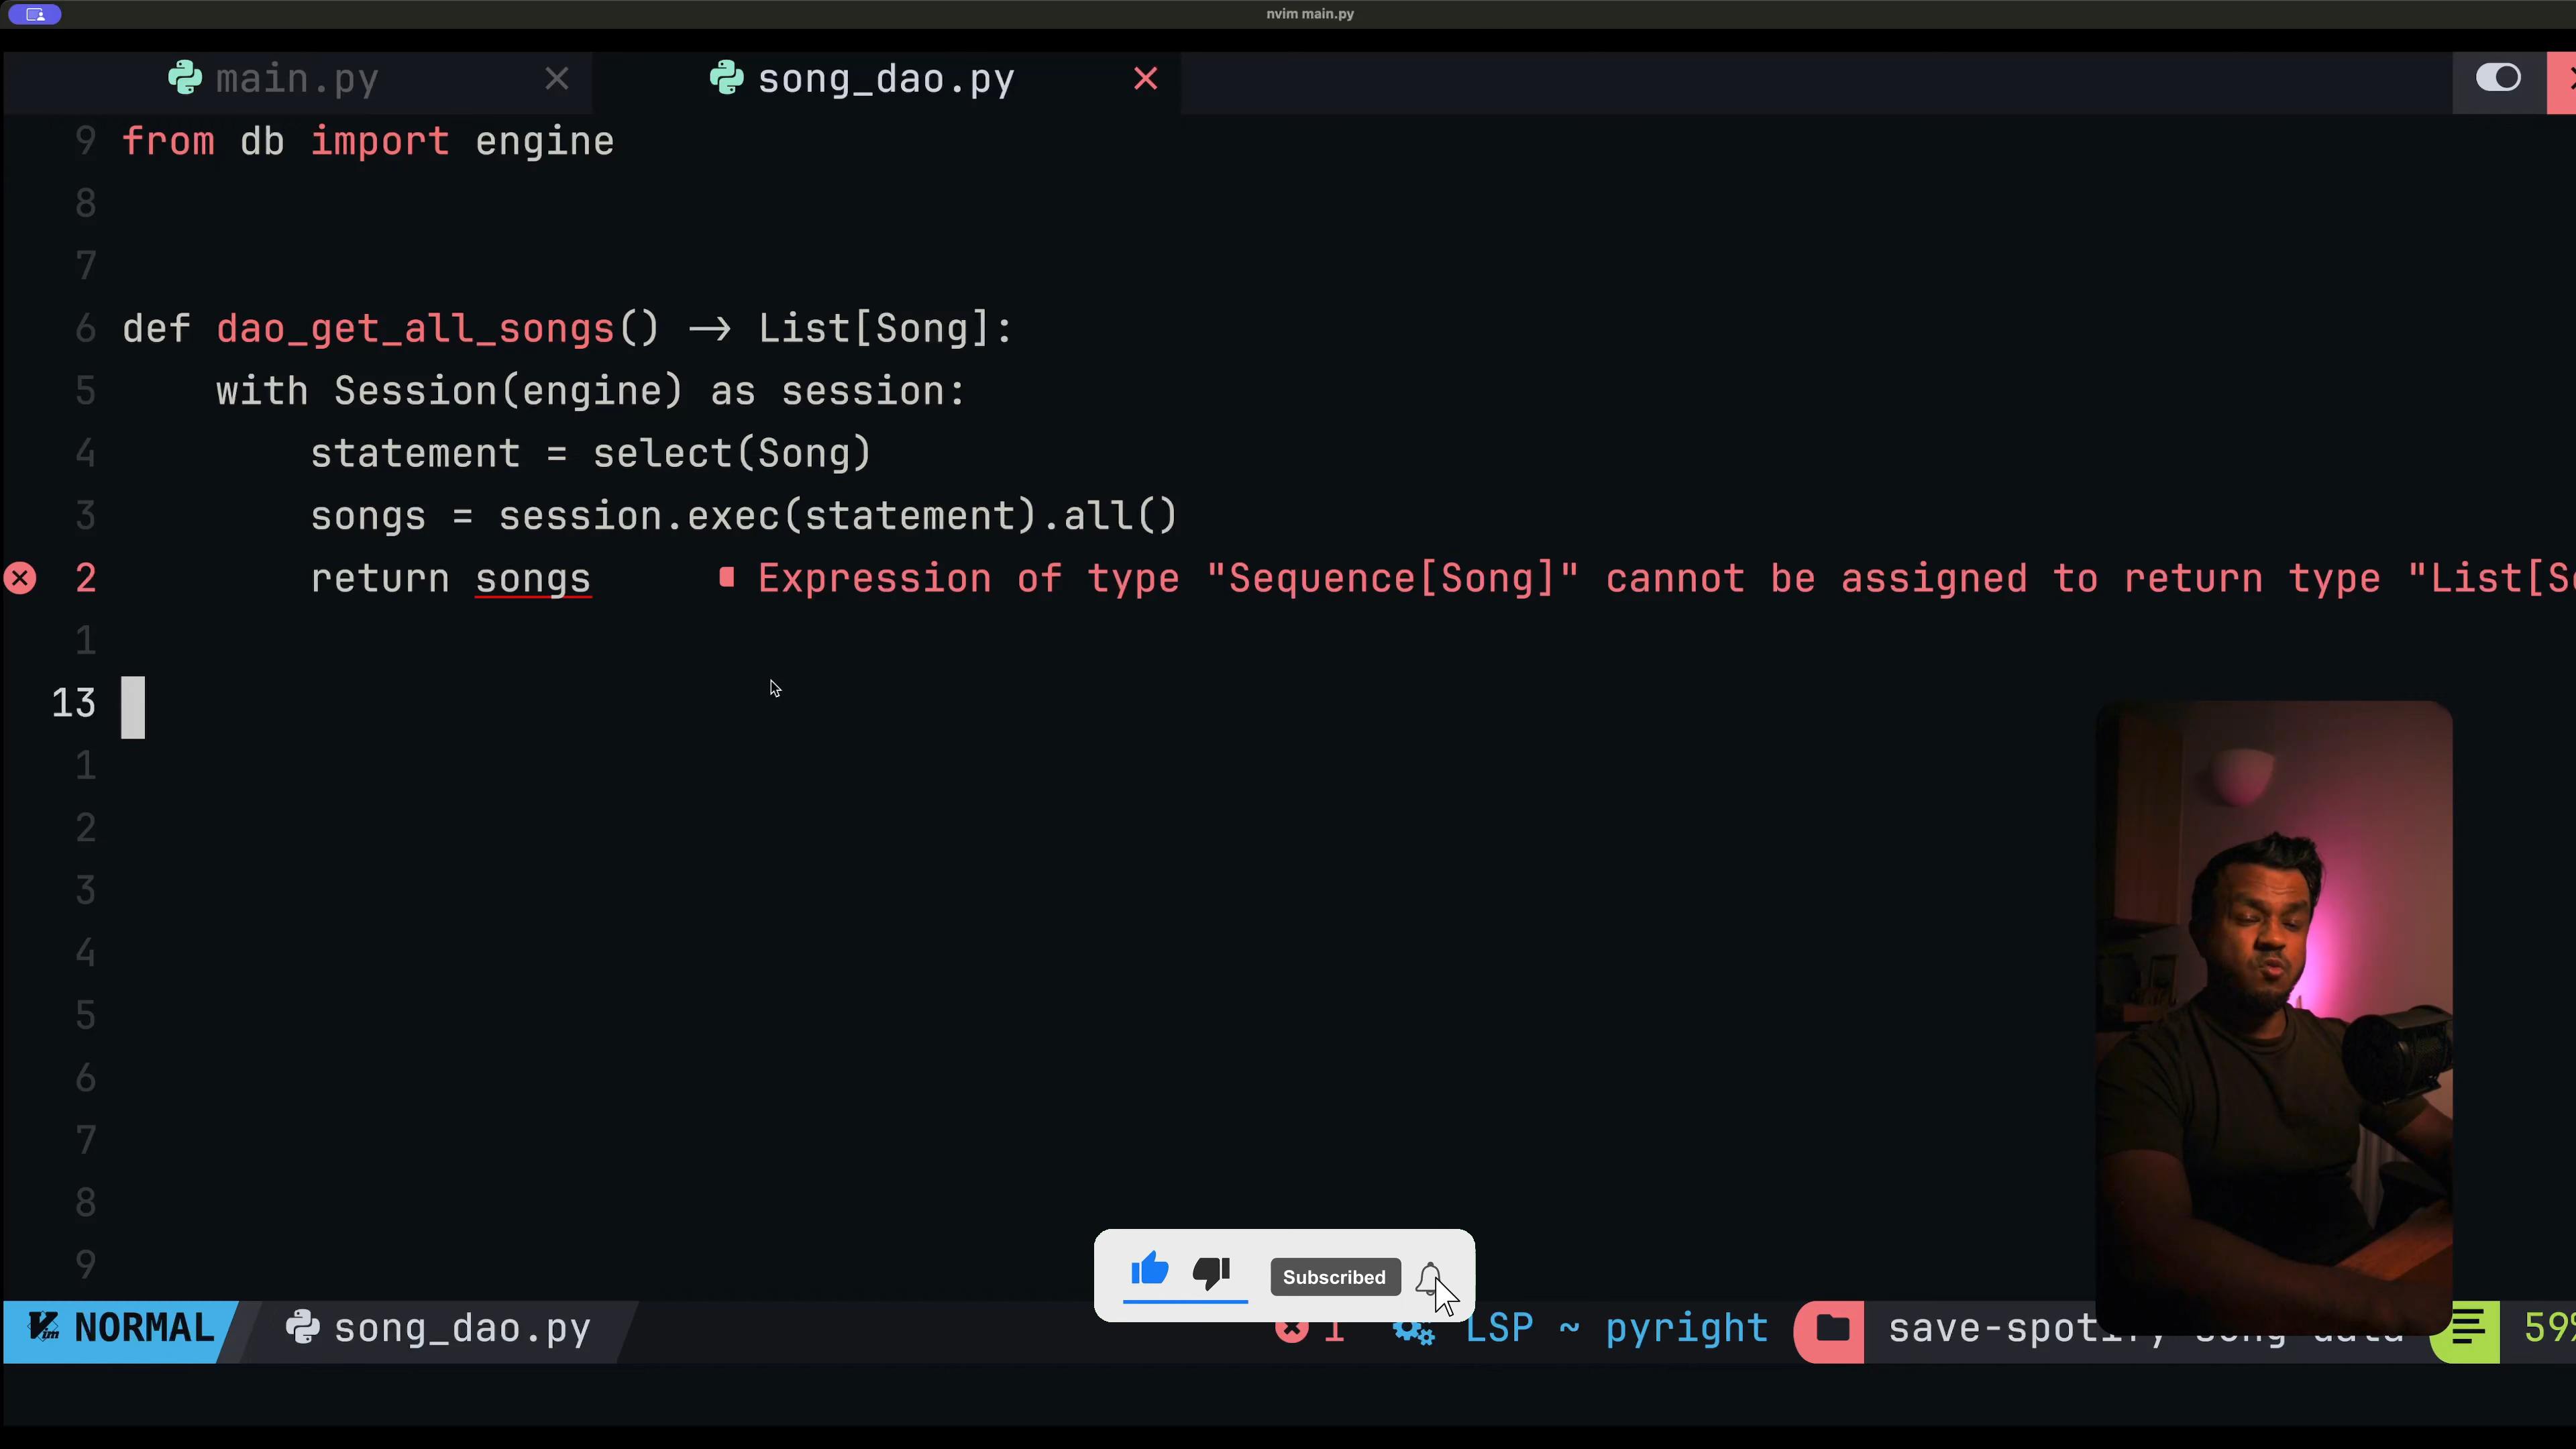 nvim main.py
main.py
song_dao.py
9 from db import engine
8
7
6 def dao_get_all_songs() → List[Song]:
5 with Session(engine) as session:
4 statement = select(Song)
3 songs = session.exec(statement).all()
2 return songs Expression of type "Sequence[Song]" cannot be assigned to return type "List[S
1
13
1
2
3
4
5
6
7
8
9
Subscribed
NORMAL song_dao.py 1 LSP ~ pyright save-spotify song data 59%